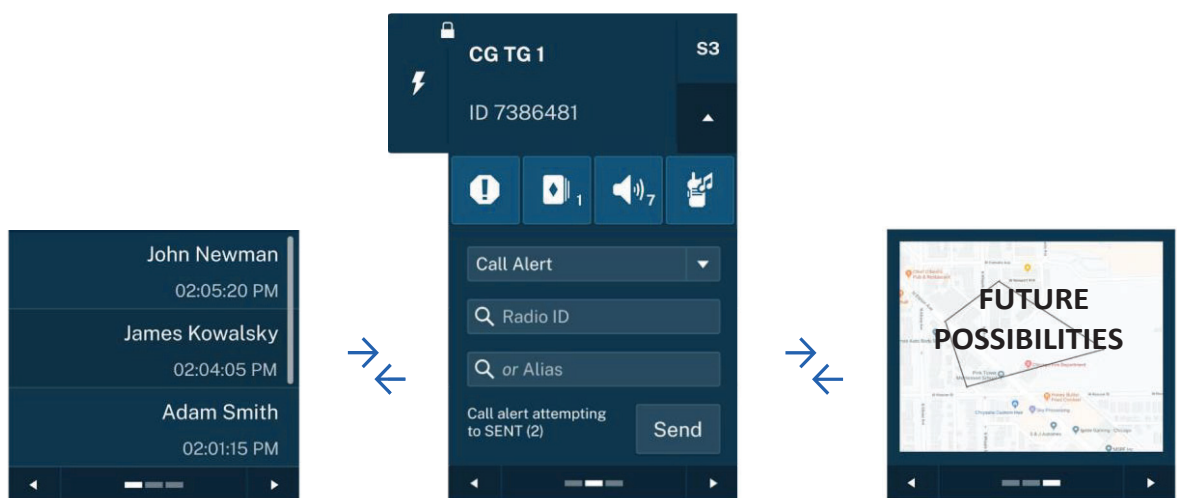 John Newman
02:05:20 PM
James Kowalsky
02:04:05 PM
Adam Smith
02:01:15 PM
CG TG 1
S3
ID 7386481
1
7
Call Alert
Radio ID
or Alias
Call alert attempting
to SENT (2)
Send
FUTURE
POSSIBILITIES